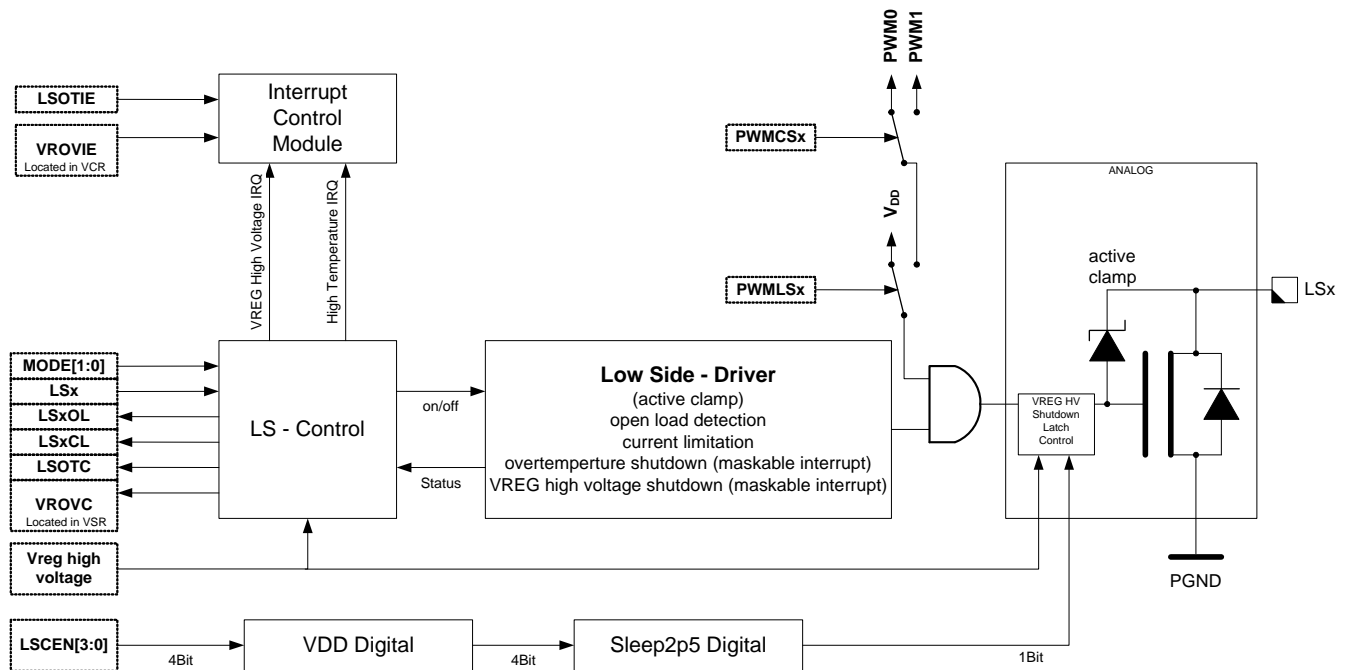 PWM0
PWM1
LSOTIE
VROVIE
Located in VCR
Interrupt
Control
Module
PWMCSx
VREG High Voltage IRQ
High Temperature IRQ
VDD
PWMLSx
ANALOG
active
clamp
LSx
MODE[1:0]
LSx
LSxOL
LSxCL
LSOTC
VROVC
Located in VSR
Vreg high
voltage
LS - Control
on/off
Status
Low Side - Driver
(active clamp)
open load detection
current limitation
overtemperture shutdown (maskable interrupt)
VREG high voltage shutdown (maskable interrupt)
VREG HV
Shutdown
Latch
Control
PGND
LSCEN[3:0]
4Bit
VDD Digital
4Bit
Sleep2p5 Digital
1Bit